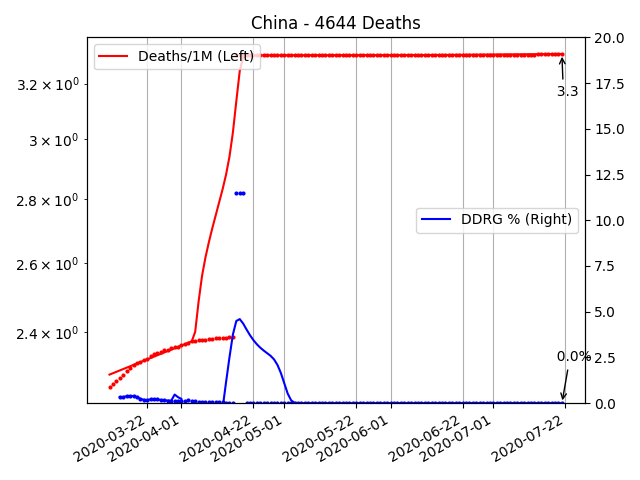 China - 4644 Deaths
Deaths/1M (Left)
DDRG % (Right)
3.2 × 10⁰
3 × 10⁰
2.8 × 10⁰
2.6 × 10⁰
2.4 × 10⁰
20.0
17.5
15.0
12.5
10.0
7.5
5.0
2.5
0.0
3.3
0.0%
2020-03-22
2020-04-01
2020-04-22
2020-05-01
2020-05-22
2020-06-01
2020-06-22
2020-07-01
2020-07-22